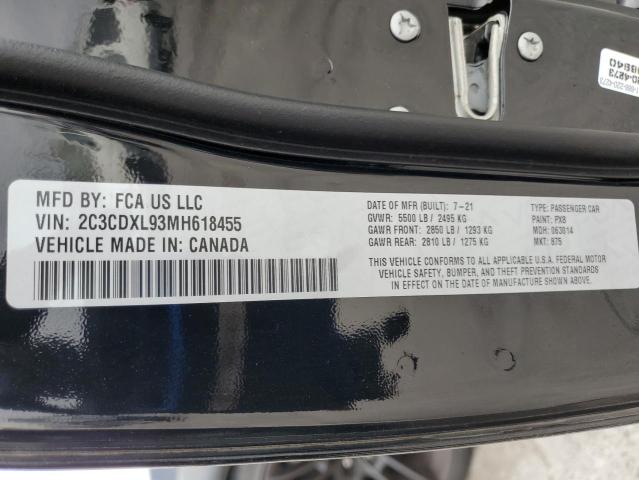 MFD BY: FCA US LLC
VIN: 2C3CDXL93MH618455
VEHICLE MADE IN: CANADA
DATE OF MFR (BUILT): 7-21
GVWR: 5500 LB / 2495 KG
GAWR FRONT: 2850 LB / 1293 KG
GAWR REAR: 2810 LB / 1275 KG
TYPE: PASSENGER CAR
PAINT: PX8
MDH: 063014
MKT: 875
THIS VEHICLE CONFORMS TO ALL APPLICABLE U.S.A. FEDERAL MOTOR
VEHICLE SAFETY, BUMPER, AND THEFT PREVENTION STANDARDS
IN EFFECT ON THE DATE OF MANUFACTURE SHOWN ABOVE.